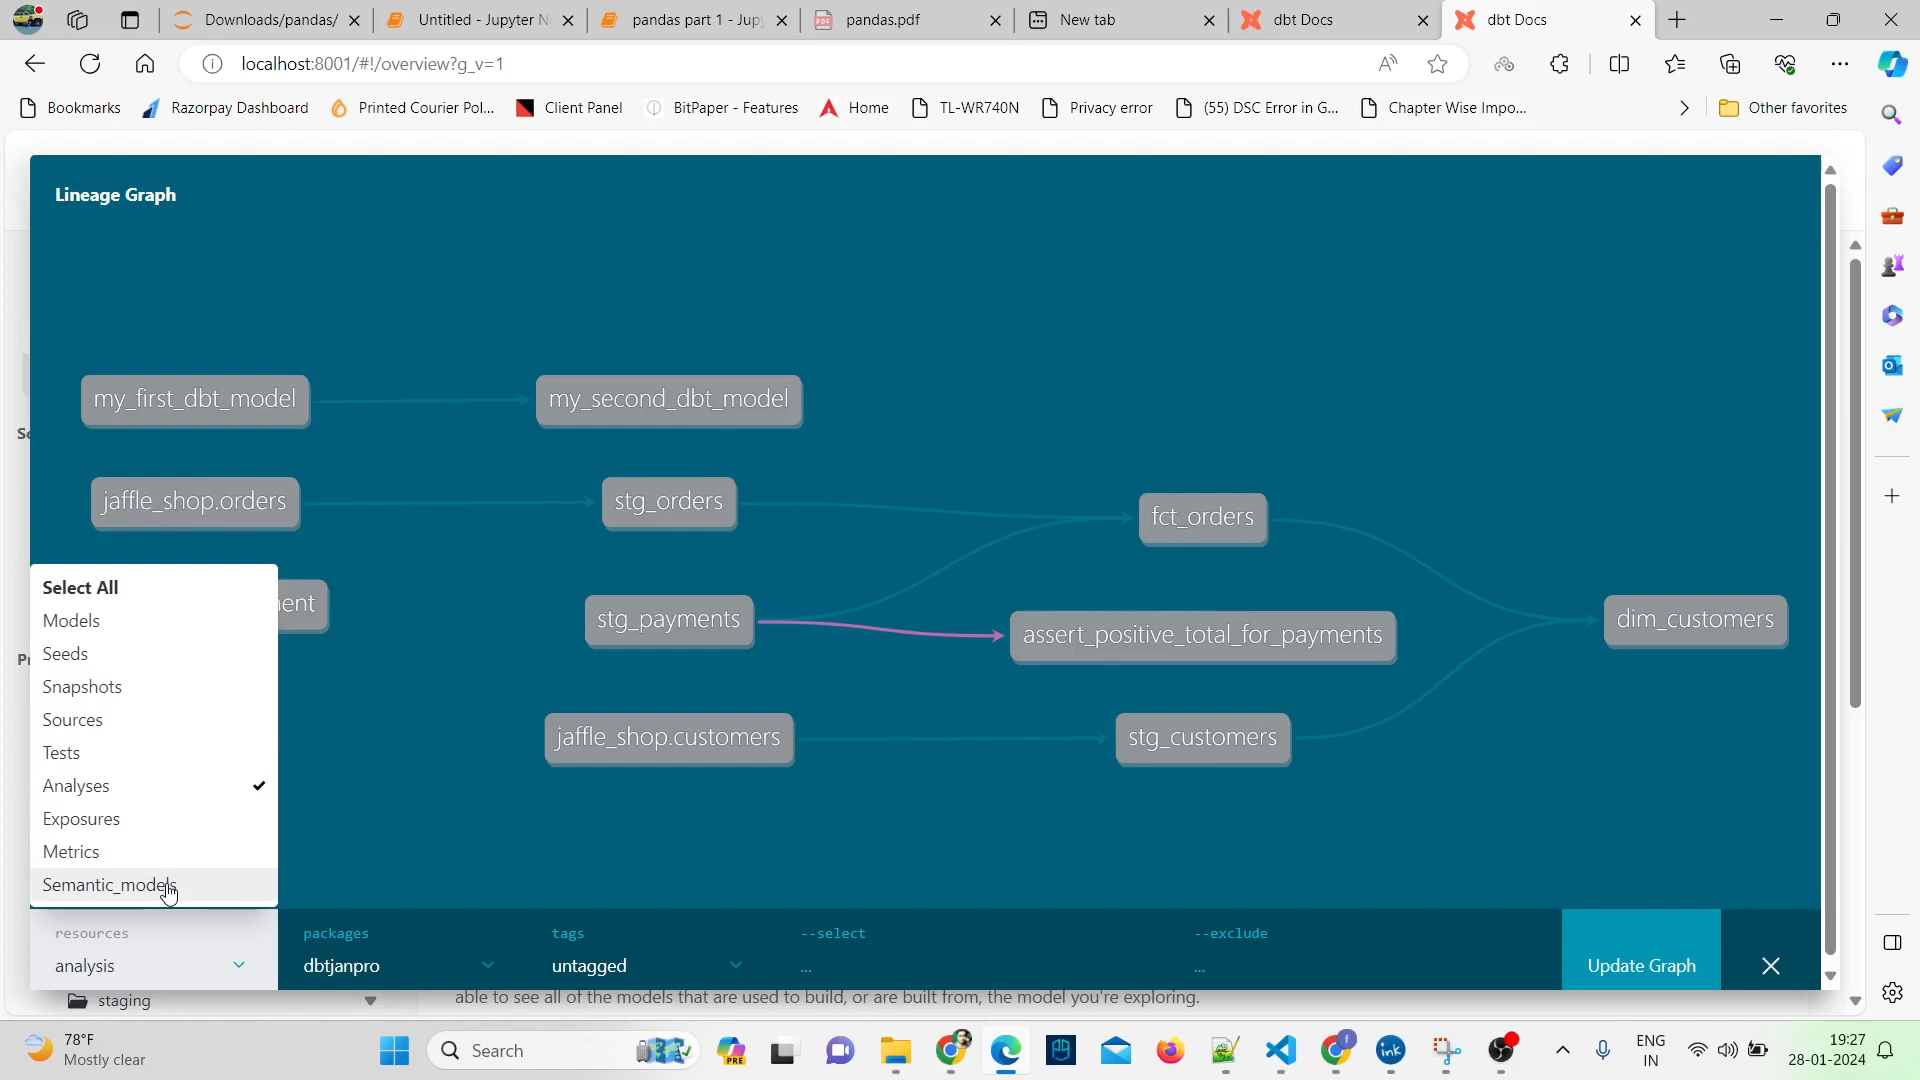 Downloads/pandas/
Untitled - Jupyter N
pandas part 1 - Jup
pandas.pdf
New tab
dbt Docs
dbt Docs
localhost:8001/#!/overview?g_v=1
Bookmarks
Razorpay Dashboard
Printed Courier Pol...
Client Panel
BitPaper - Features
Home
TL-WR740N
Privacy error
(55) DSC Error in G...
Chapter Wise Impo...
Other favorites
Lineage Graph
my_first_dbt_model
my_second_dbt_model
jaffle_shop.orders
stg_orders
fct_orders
ent
stg_payments
assert_positive_total_for_payments
dim_customers
jaffle_shop.customers
stg_customers
Select All
Models
Seeds
Snapshots
Sources
Tests
Analyses
Exposures
Metrics
Semantic_models
resources
analysis
packages
dbtjanpro
tags
untagged
--select
...
--exclude
...
Update Graph
staging
able to see all of the models that are used to build, or are built from, the model you're exploring.
78°F
Mostly clear
Search
PRE
ink
ENG
IN
19:27
28-01-2024